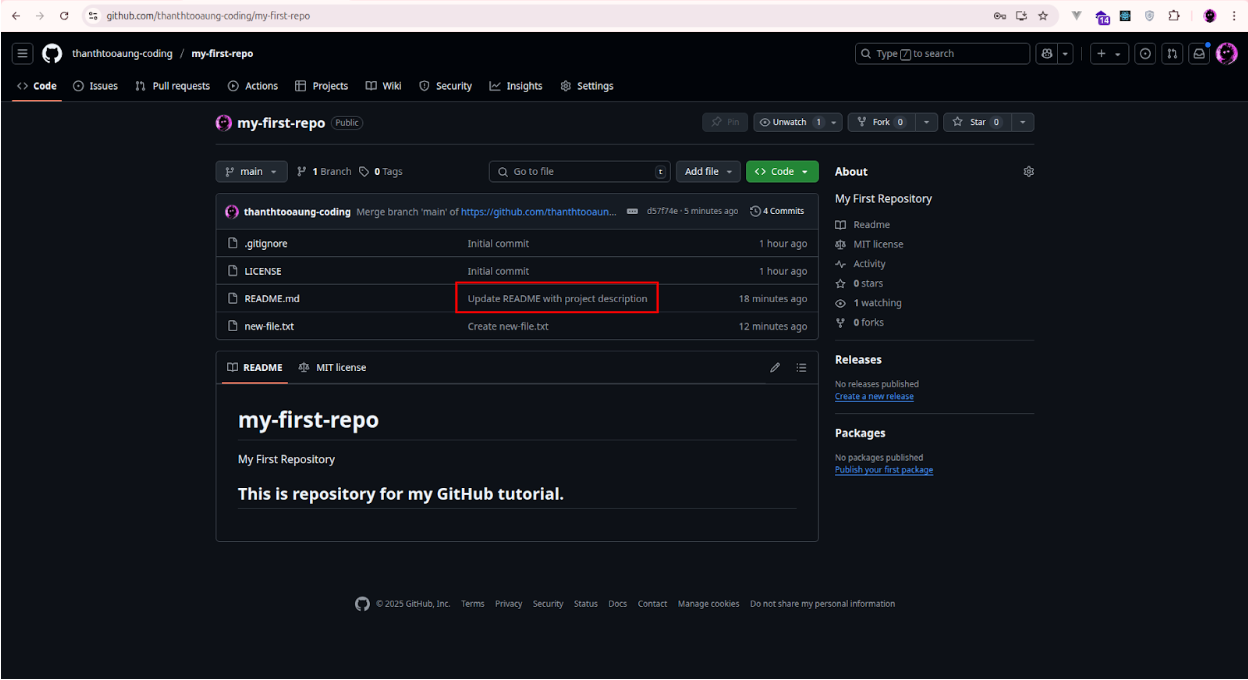 github.com/thanthtooaung-coding/my-first-repo
14
thanthtooaung-coding / my-first-repo
Type / to search
Code Issues Pull requests Actions Projects Wiki Security Insights Settings
my-first-repo Public
Pin Unwatch 1 Fork 0 Star 0
main 1 Branch 0 Tags Go to file t Add file Code
thanthtooaung-coding Merge branch 'main' of https://github.com/thanthtooaun... d57f74e · 5 minutes ago 4 Commits
.gitignore Initial commit 1 hour ago
LICENSE Initial commit 1 hour ago
README.md Update README with project description 18 minutes ago
new-file.txt Create new-file.txt 12 minutes ago
README MIT license
my-first-repo
My First Repository
This is repository for my GitHub tutorial.
About
My First Repository
Readme
MIT license
Activity
0 stars
1 watching
0 forks
Releases
No releases published
Create a new release
Packages
No packages published
Publish your first package
© 2025 GitHub, Inc. Terms Privacy Security Status Docs Contact Manage cookies Do not share my personal information